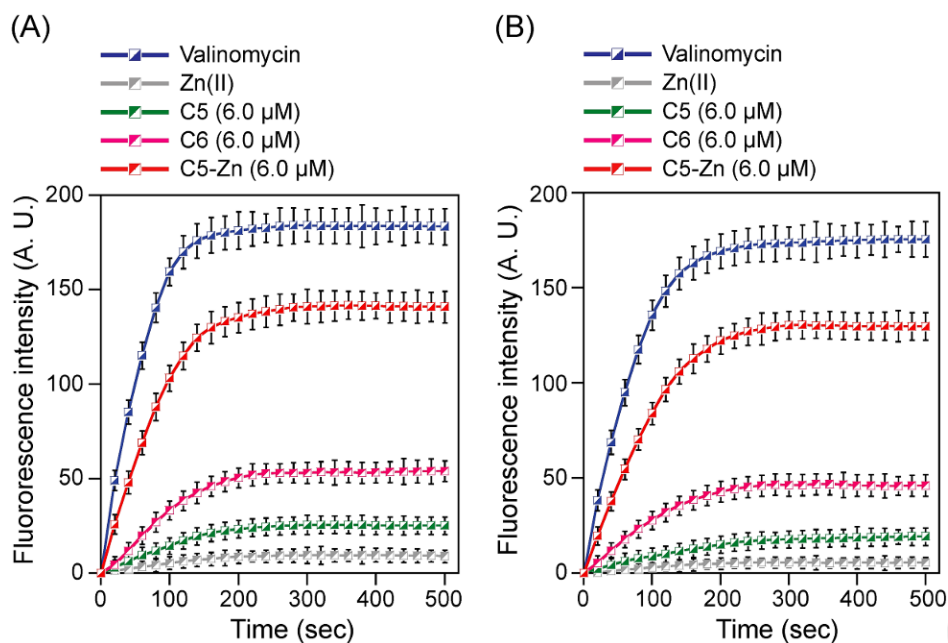 (A)
Valinomycin
Zn(II)
C5 (6.0 µM)
C6 (6.0 µM)
C5-Zn (6.0 µM)
200
150
100
50
0
Fluorescence intensity (A. U.)
0 100 200 300 400 500
Time (sec)
(B)
Valinomycin
Zn(II)
C5 (6.0 µM)
C6 (6.0 µM)
C5-Zn (6.0 µM)
200
150
100
50
0
Fluorescence intensity (A. U.)
0 100 200 300 400 500
Time (sec)